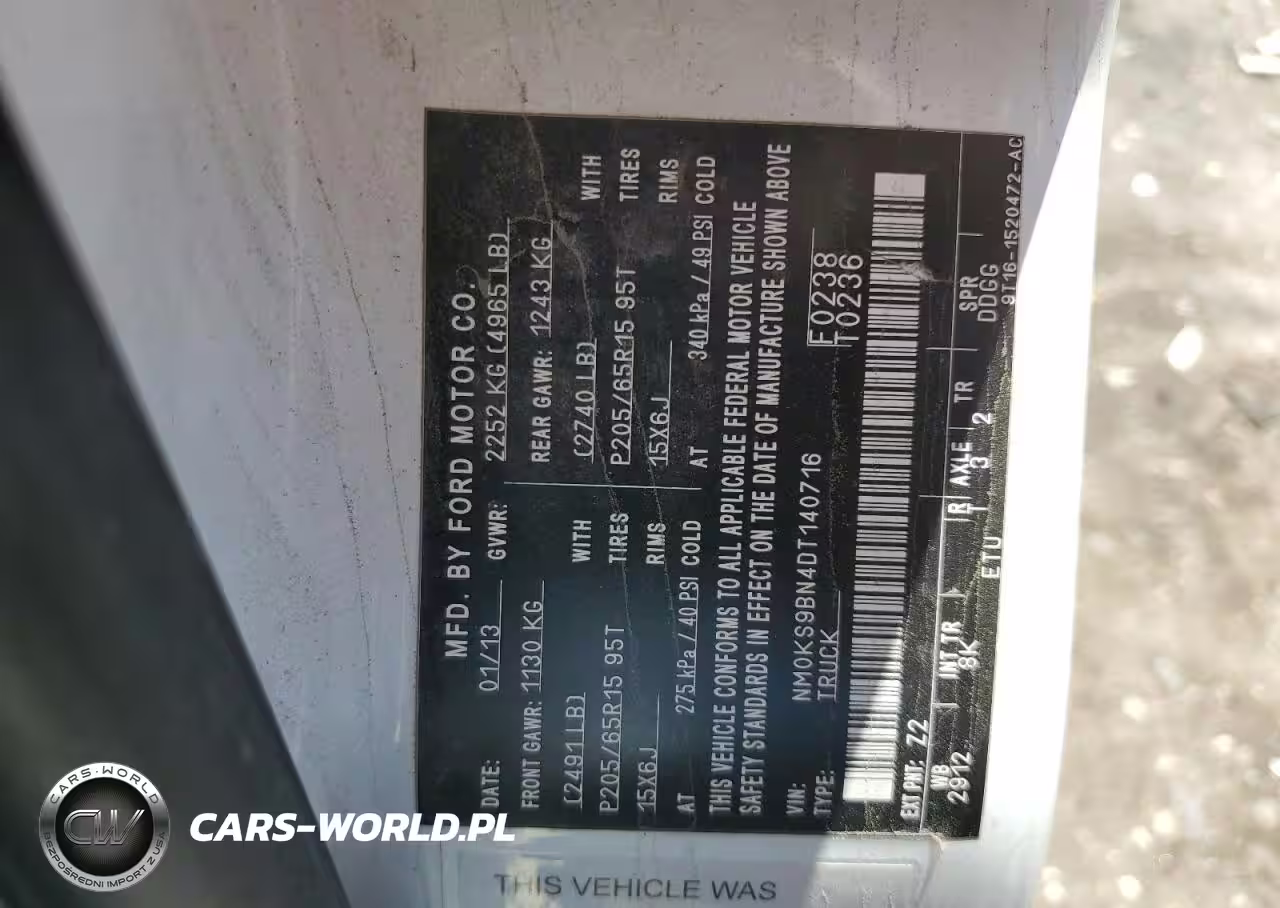 MFD. BY FORD MOTOR CO.
DATE: 01/13 GVWR: 2252 KG (4965 LB)
FRONT GAWR: 1130 KG REAR GAWR: 1243 KG
(2491 LB) WITH (2740 LB) WITH
P205/65R15 95T TIRES P205/65R15 95T TIRES
15X6J RIMS 15X6J RIMS
AT 275 kPa / 40 PSI COLD AT 340 kPa / 49 PSI COLD
THIS VEHICLE CONFORMS TO ALL APPLICABLE FEDERAL MOTOR VEHICLE
SAFETY STANDARDS IN EFFECT ON THE DATE OF MANUFACTURE SHOWN ABOVE
VIN: NM0KS9BN4DT140716 F0238
TYPE: TRUCK T0236
EXT PNT: Z2
WB INT TR R AXLE TR SPR
2912 8K 13 2 DDGG
ETU
9T16-1520472-AC
THIS VEHICLE WAS
CARS-WORLD
CW
BEZPOŚREDNI IMPORT Z USA
CARS-WORLD.PL